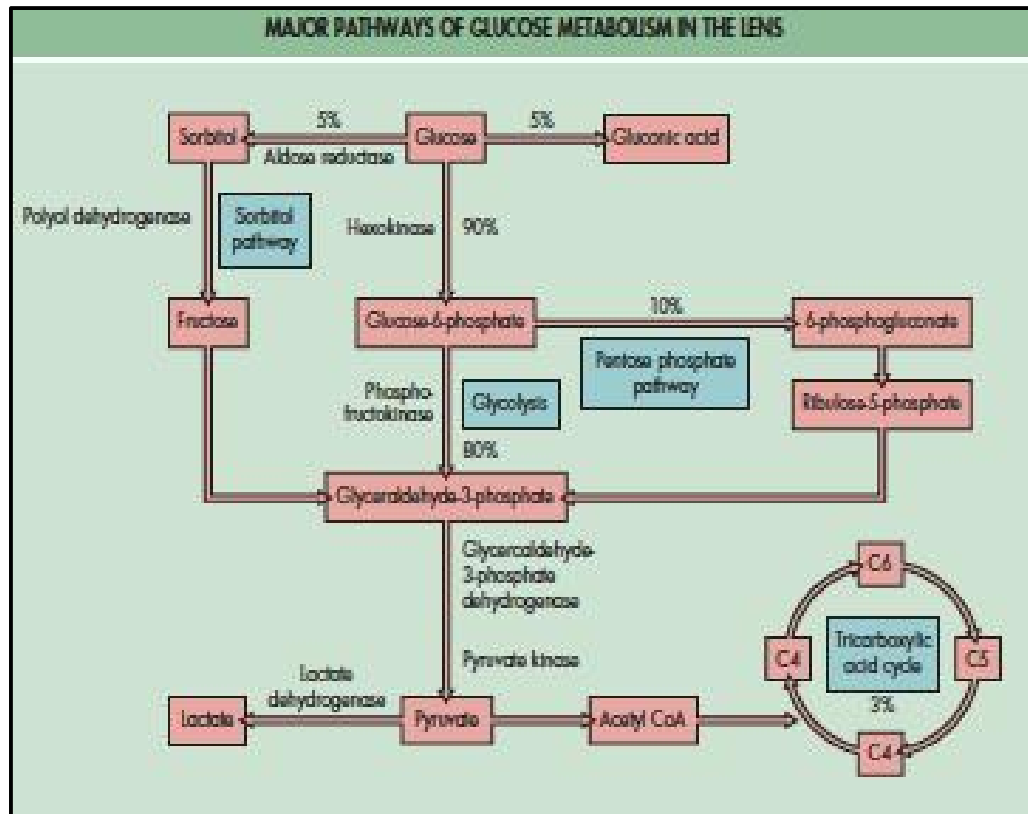 MAJOR PATHWAYS OF GLUCOSE METABOLISM IN THE LENS
Sorbitol
5%
Aldose reductase
Glucose
5%
Gluconic acid
Polyol dehydrogenase
Sorbitol
pathway
Hexokinase
90%
Fructose
Glucose-6-phosphate
10%
6-phosphogluconate
Pentose phosphate
pathway
Phospho-
fructokinase
Glycolysis
Ribulose-5-phosphate
80%
Glyceraldehyde-3-phosphate
Glyceraldehyde-
3-phosphate
dehydrogenase
C6
Tricarboxylic
acid cycle
C4
C5
3%
Pyruvate kinase
Lactate
dehydrogenase
Lactate
Pyruvate
Acetyl CoA
C4